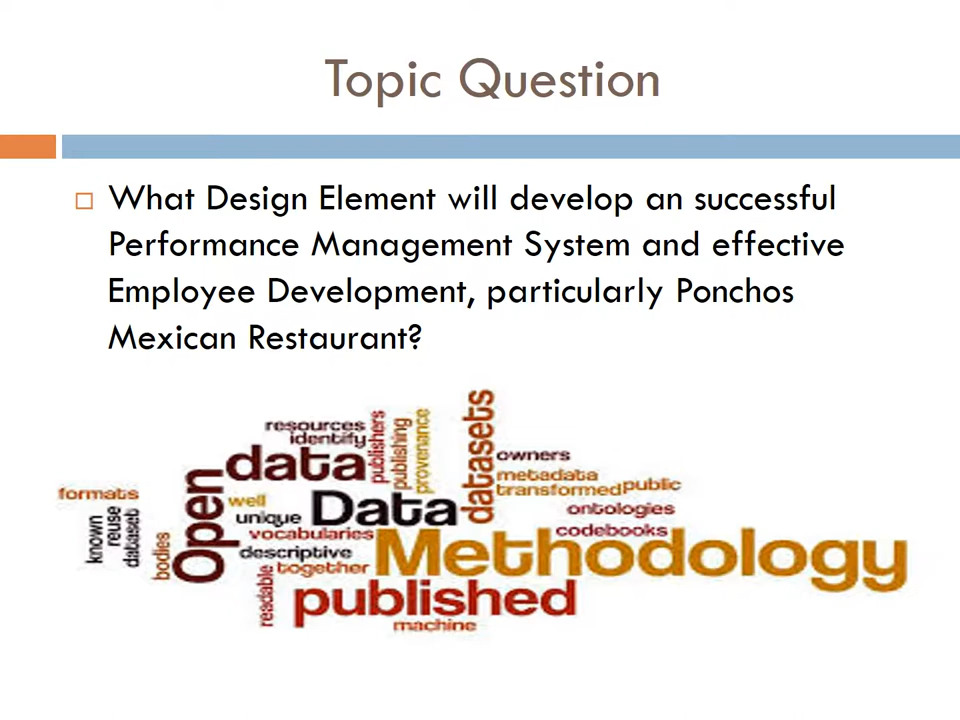 Topic Question
What Design Element will develop an successful
Performance Management System and effective
Employee Development, particularly Ponchos
Mexican Restaurant?
resources
identify
publishers
publishing
provenance
datasets
data
owners
metadata
transformed
public
formats
Open
well
Data
unique
ontologies
known
reuse
dataset
bodies
vocabularies
codebooks
descriptive
together
Methodology
readable
published
machine